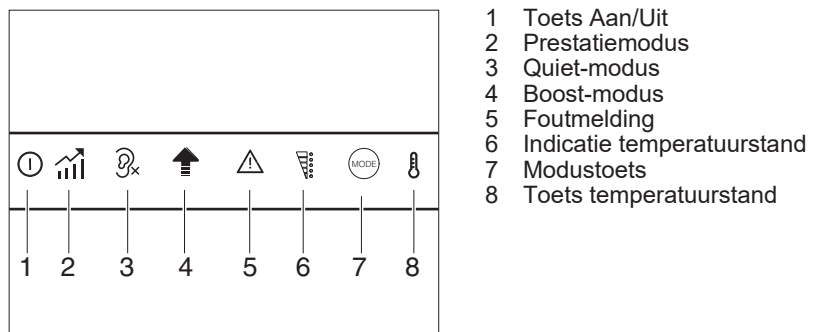 MODE
1 2 3 4 5 6 7 8
1 Toets Aan/Uit
2 Prestatiemodus
3 Quiet-modus
4 Boost-modus
5 Foutmelding
6 Indicatie temperatuurstand
7 Modustoets
8 Toets temperatuurstand